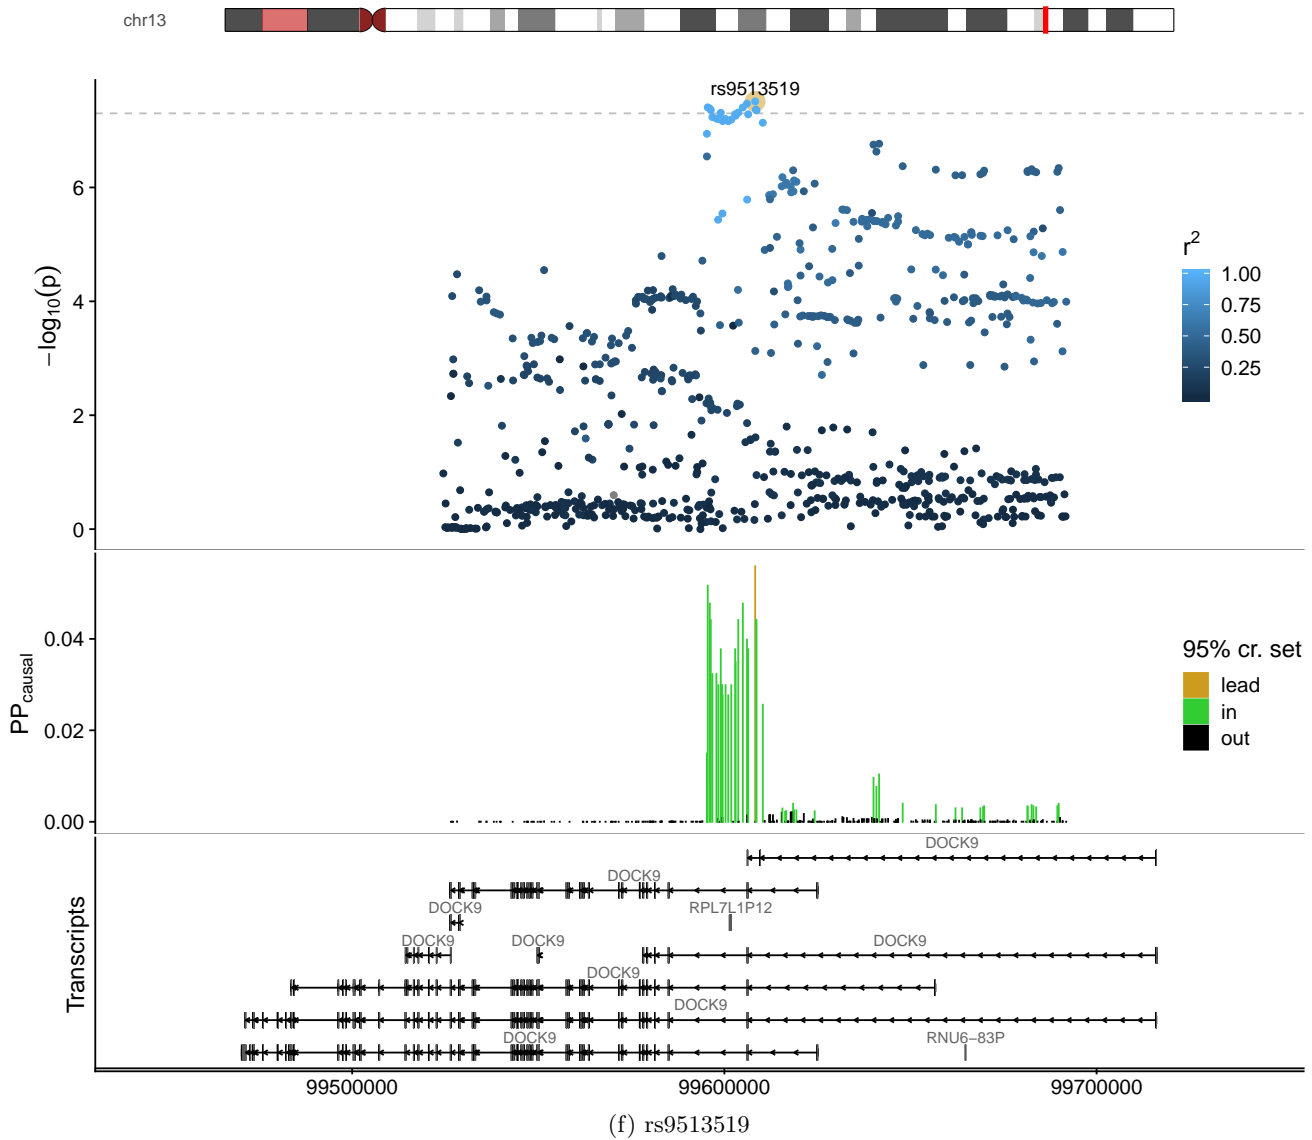 chr13
rs9513519
6
4
2
0
−log10(p)
r2
1.00
0.75
0.50
0.25
0.04
0.02
0.00
PPcausal
95% cr. set
lead
in
out
DOCK9
DOCK9
DOCK9
RPL7L1P12
DOCK9
DOCK9
DOCK9
DOCK9
DOCK9
DOCK9
RNU6−83P
Transcripts
99500000
99600000
99700000
(f) rs9513519